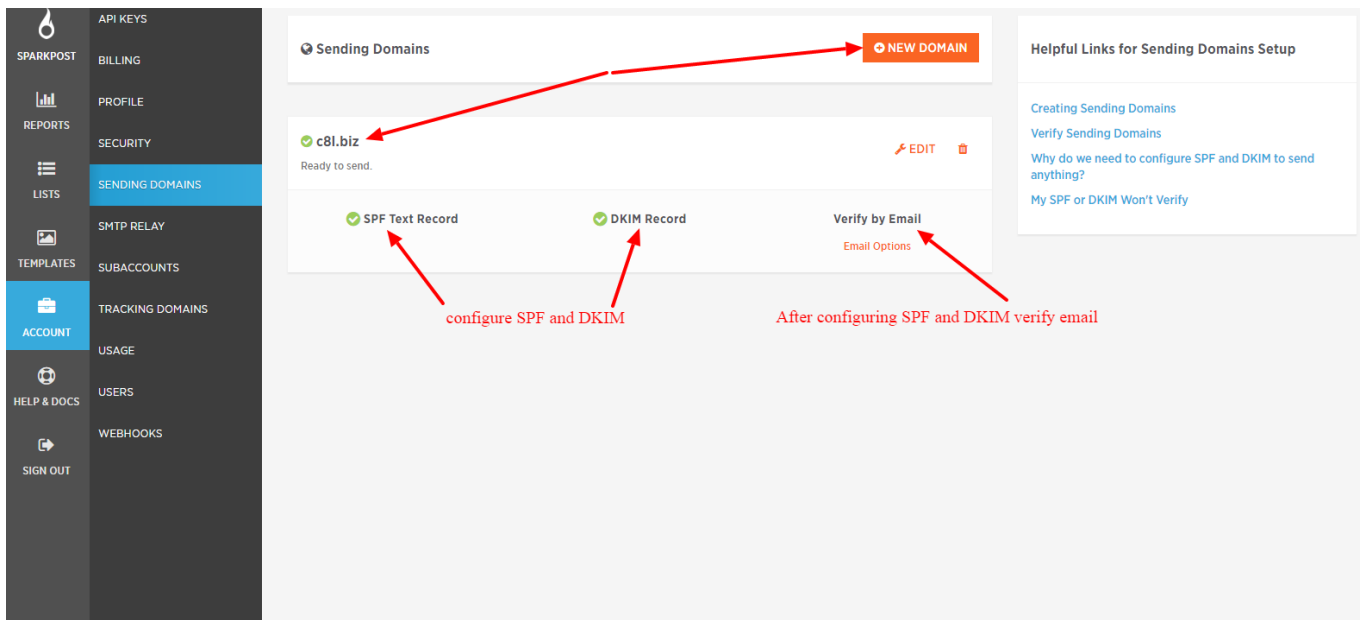 SPARKPOST
REPORTS
LISTS
TEMPLATES
ACCOUNT
HELP & DOCS
SIGN OUT
API KEYS
BILLING
PROFILE
SECURITY
SENDING DOMAINS
SMTP RELAY
SUBACCOUNTS
TRACKING DOMAINS
USAGE
USERS
WEBHOOKS
Sending Domains
NEW DOMAIN
c8l.biz
Ready to send.
EDIT
SPF Text Record
DKIM Record
Verify by Email
Email Options
configure SPF and DKIM
After configuring SPF and DKIM verify email
Helpful Links for Sending Domains Setup
Creating Sending Domains
Verify Sending Domains
Why do we need to configure SPF and DKIM to send
anything?
My SPF or DKIM Won't Verify